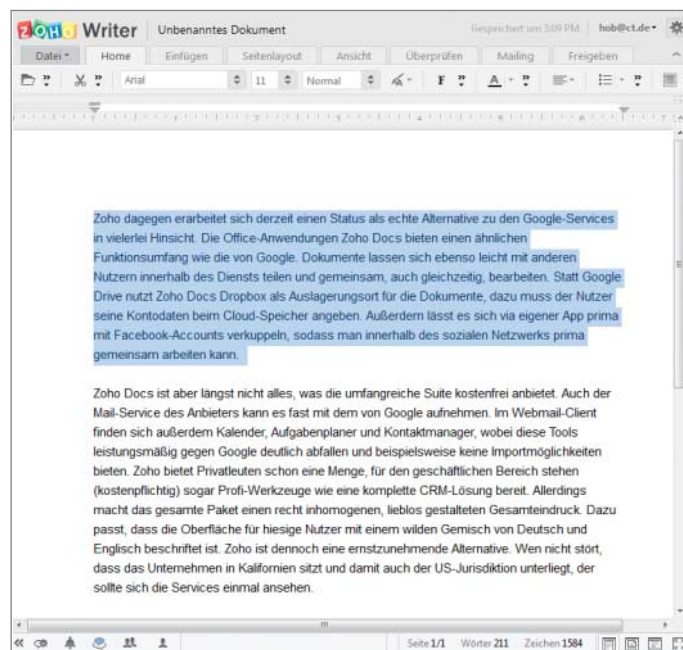 ZOHO Writer Unbenanntes Dokument Gespeichert um 3:09 PM hob@ct.de
Datei Home Einfügen Seitenlayout Ansicht Überprüfen Mailing Freigeben
Arial 11 Normal F A
Zoho dagegen erarbeitet sich derzeit einen Status als echte Alternative zu den Google-Services
in vielerlei Hinsicht. Die Office-Anwendungen Zoho Docs bieten einen ähnlichen
Funktionsumfang wie die von Google. Dokumente lassen sich ebenso leicht mit anderen
Nutzern innerhalb des Diensts teilen und gemeinsam, auch gleichzeitig, bearbeiten. Statt Google
Drive nutzt Zoho Docs Dropbox als Auslagerungsort für die Dokumente, dazu muss der Nutzer
seine Kontodaten beim Cloud-Speicher angeben. Außerdem lässt es sich via eigener App prima
mit Facebook-Accounts verkuppeln, sodass man innerhalb des sozialen Netzwerks prima
gemeinsam arbeiten kann.
Zoho Docs ist aber längst nicht alles, was die umfangreiche Suite kostenfrei anbietet. Auch der
Mail-Service des Anbieters kann es fast mit dem von Google aufnehmen. Im Webmail-Client
finden sich außerdem Kalender, Aufgabenplaner und Kontaktmanager, wobei diese Tools
leistungsmäßig gegen Google deutlich abfallen und beispielsweise keine Importmöglichkeiten
bieten. Zoho bietet Privatleuten schon eine Menge, für den geschäftlichen Bereich stehen
(kostenpflichtig) sogar Profi-Werkzeuge wie eine komplette CRM-Lösung bereit. Allerdings
macht das gesamte Paket einen recht inhomogenen, lieblos gestalteten Gesamteindruck. Dazu
passt, dass die Oberfläche für hiesige Nutzer mit einem wilden Gemisch von Deutsch und
Englisch beschriftet ist. Zoho ist dennoch eine ernstzunehmende Alternative. Wen nicht stört,
dass das Unternehmen in Kalifornien sitzt und damit auch der US-Jurisdiktion unterliegt, der
sollte sich die Services einmal ansehen.
Seite 1/1 Wörter 211 Zeichen 1584